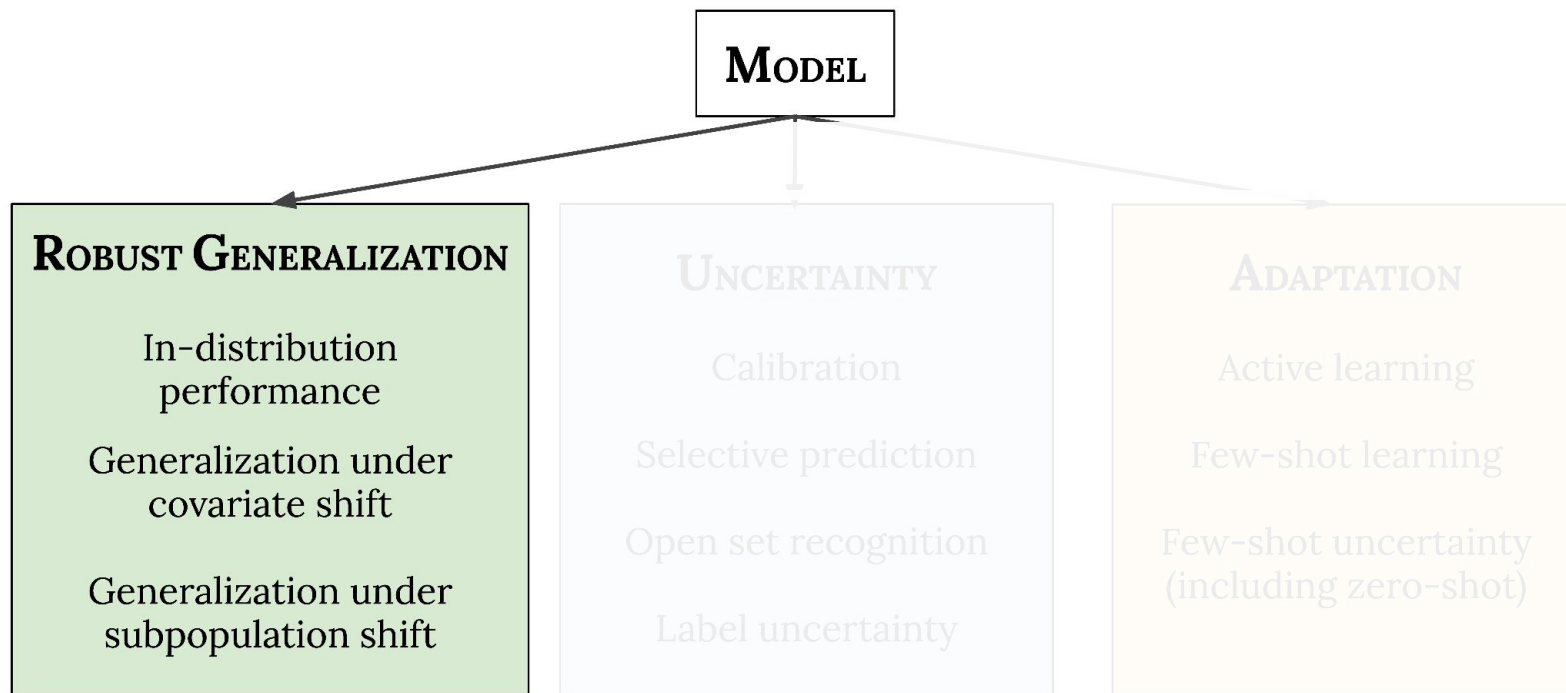 MODEL
ROBUST GENERALIZATION
In-distribution
performance
Generalization under
covariate shift
Generalization under
subpopulation shift
UNCERTAINTY
Calibration
Selective prediction
Open set recognition
Label uncertainty
ADAPTATION
Active learning
Few-shot learning
Few-shot uncertainty
(including zero-shot)